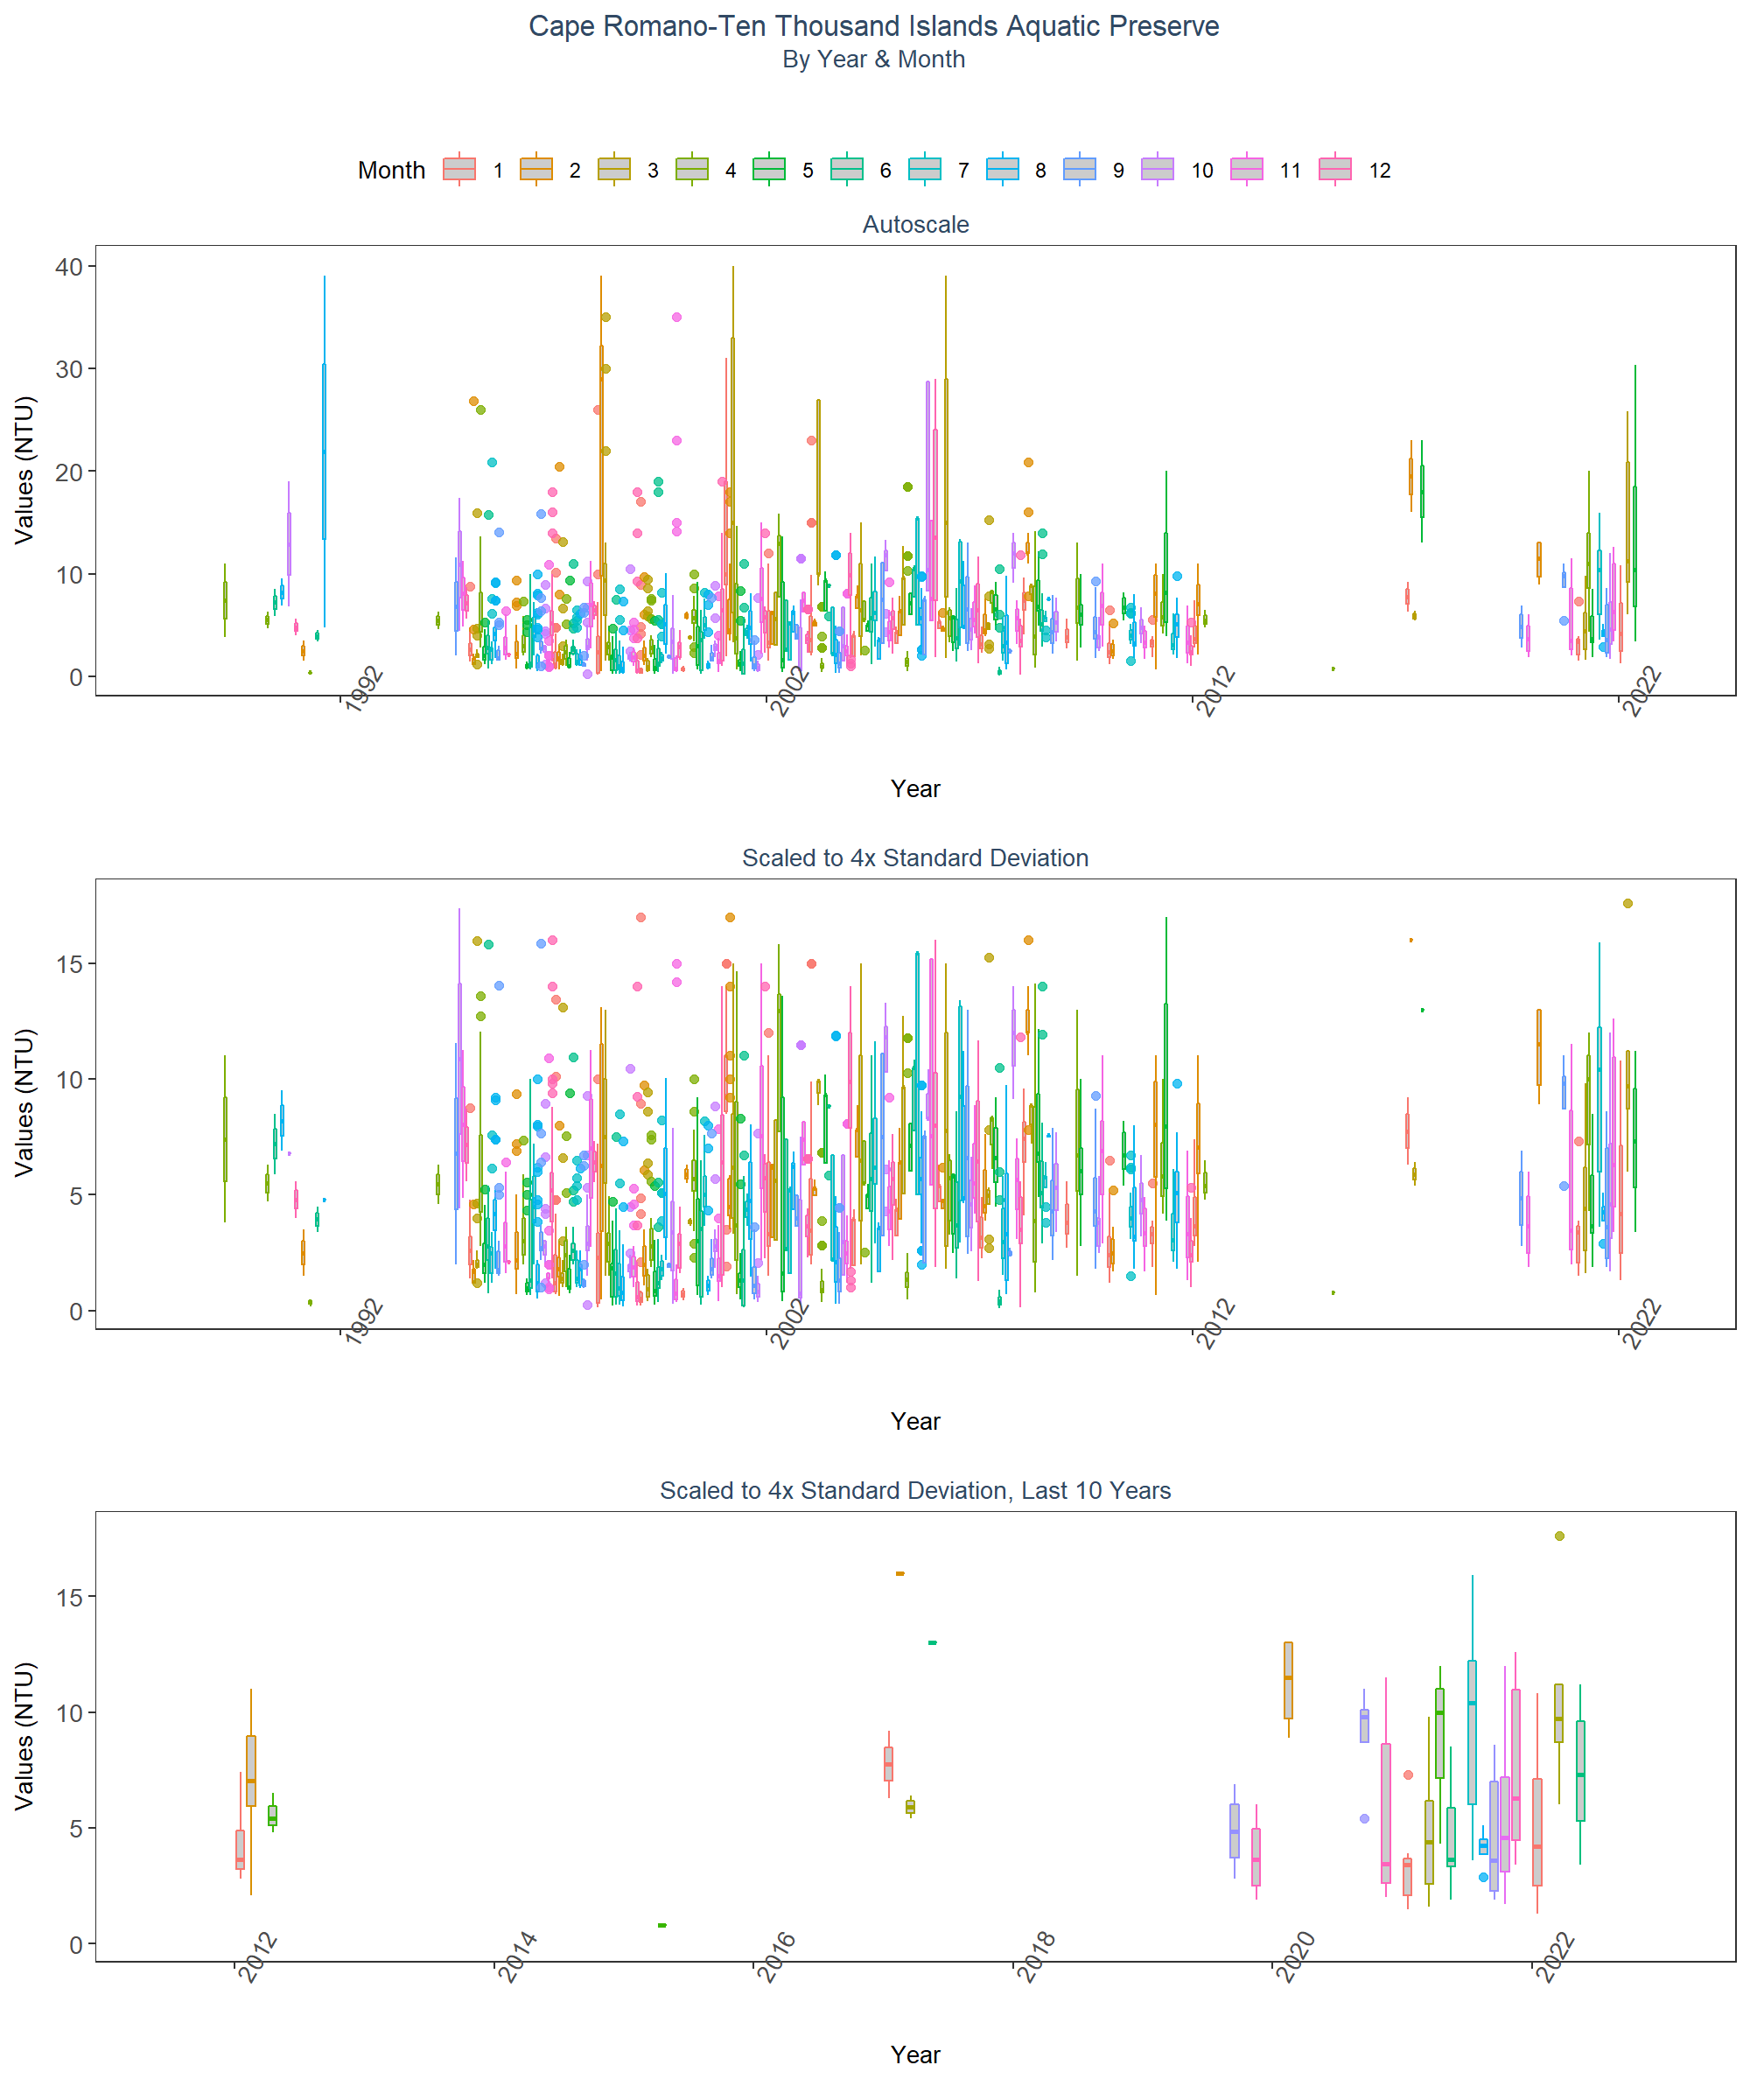 Cape Romano-Ten Thousand Islands Aquatic Preserve
By Year & Month
Month 1 2 3 4 5 6 7 8 9 10 11 12
Autoscale
Values (NTU)
40
30
20
10
0
1992 2002 2012 2022
Year
Scaled to 4x Standard Deviation
Values (NTU)
15
10
5
0
1992 2002 2012 2022
Year
Scaled to 4x Standard Deviation, Last 10 Years
Values (NTU)
15
10
5
0
2012 2014 2016 2018 2020 2022
Year